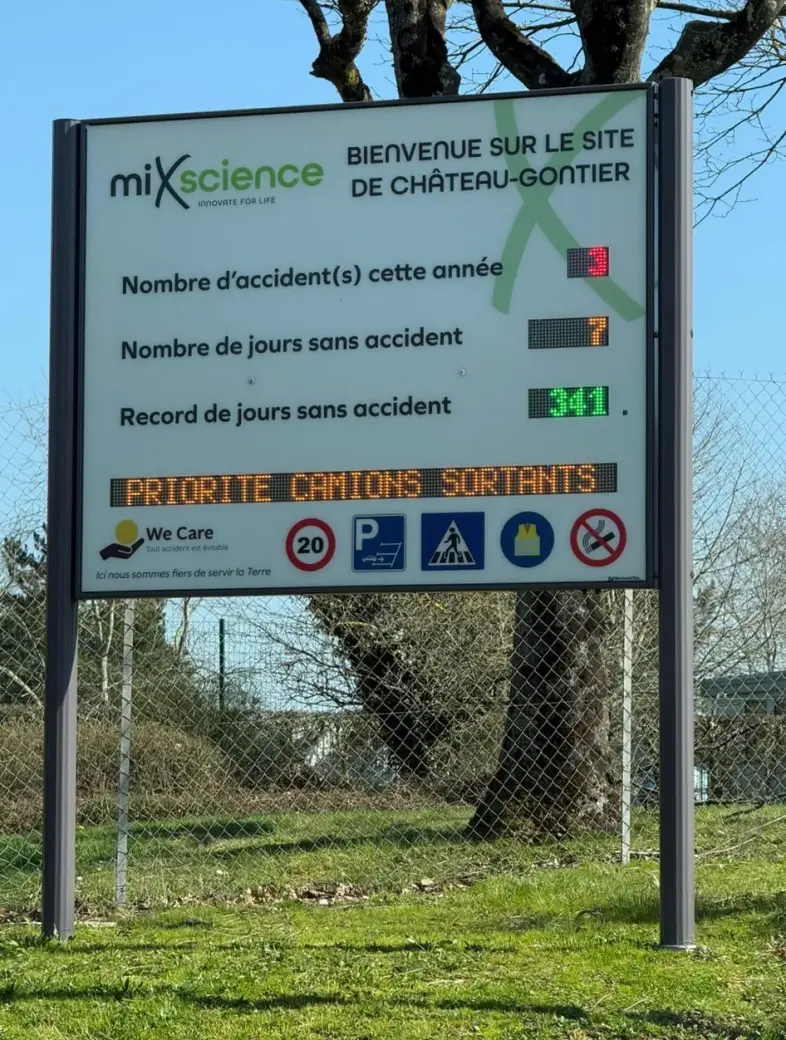 miXscience
INNOVATE FOR LIFE
BIENVENUE SUR LE SITE
DE CHÂTEAU-GONTIER
Nombre d'accident(s) cette année 3
Nombre de jours sans accident 7
Record de jours sans accident 341
PRIORITE CAMIONS SORTANTS
We Care
Tout accident est évitable
20
P
Ici nous sommes fiers de servir la Terre